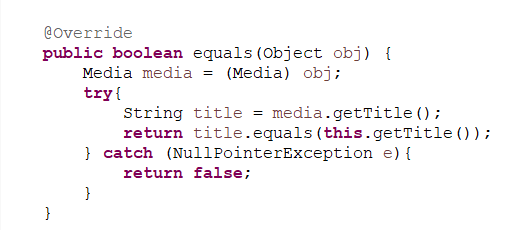 @Override
public boolean equals(Object obj) {
    Media media = (Media) obj;
    try{
        String title = media.getTitle();
        return title.equals(this.getTitle());
    } catch (NullPointerException e){
        return false;
    }
}